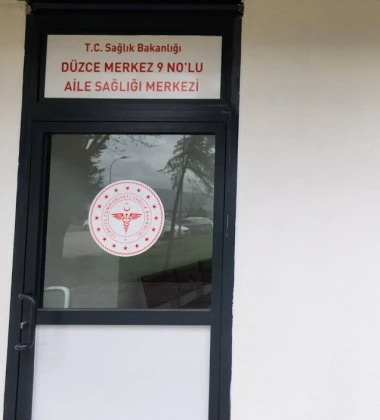 T.C. Sağlık Bakanlığı
DÜZCE MERKEZ 9 NO'LU
AİLE SAĞLIĞI MERKEZİ